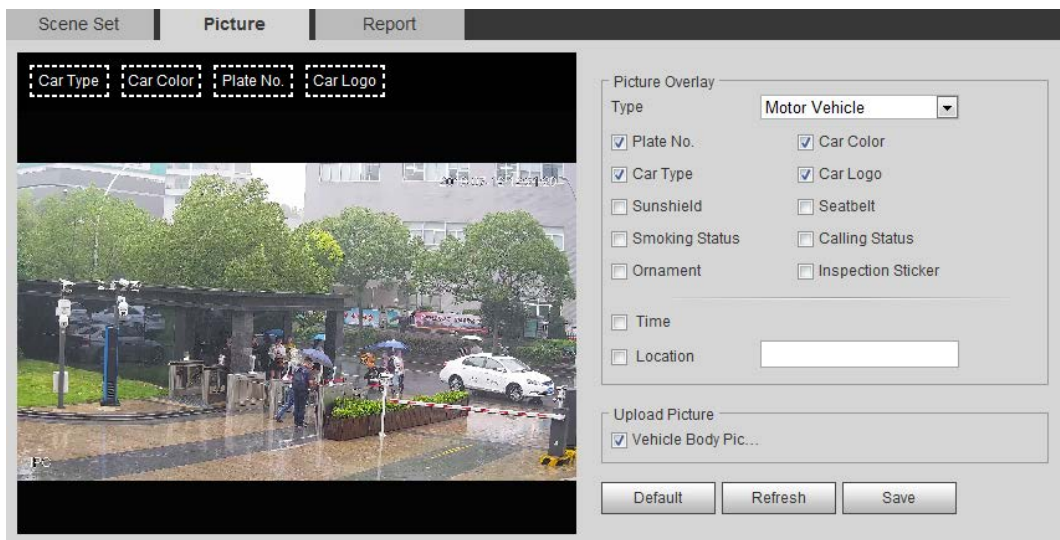 Scene Set Picture Report
Car Type Car Color Plate No. Car Logo
Picture Overlay
Type Motor Vehicle
Plate No. Car Color
Car Type Car Logo
Sunshield Seatbelt
Smoking Status Calling Status
Ornament Inspection Sticker
Time
Location
IPC
Upload Picture
Vehicle Body Pic...
Default Refresh Save